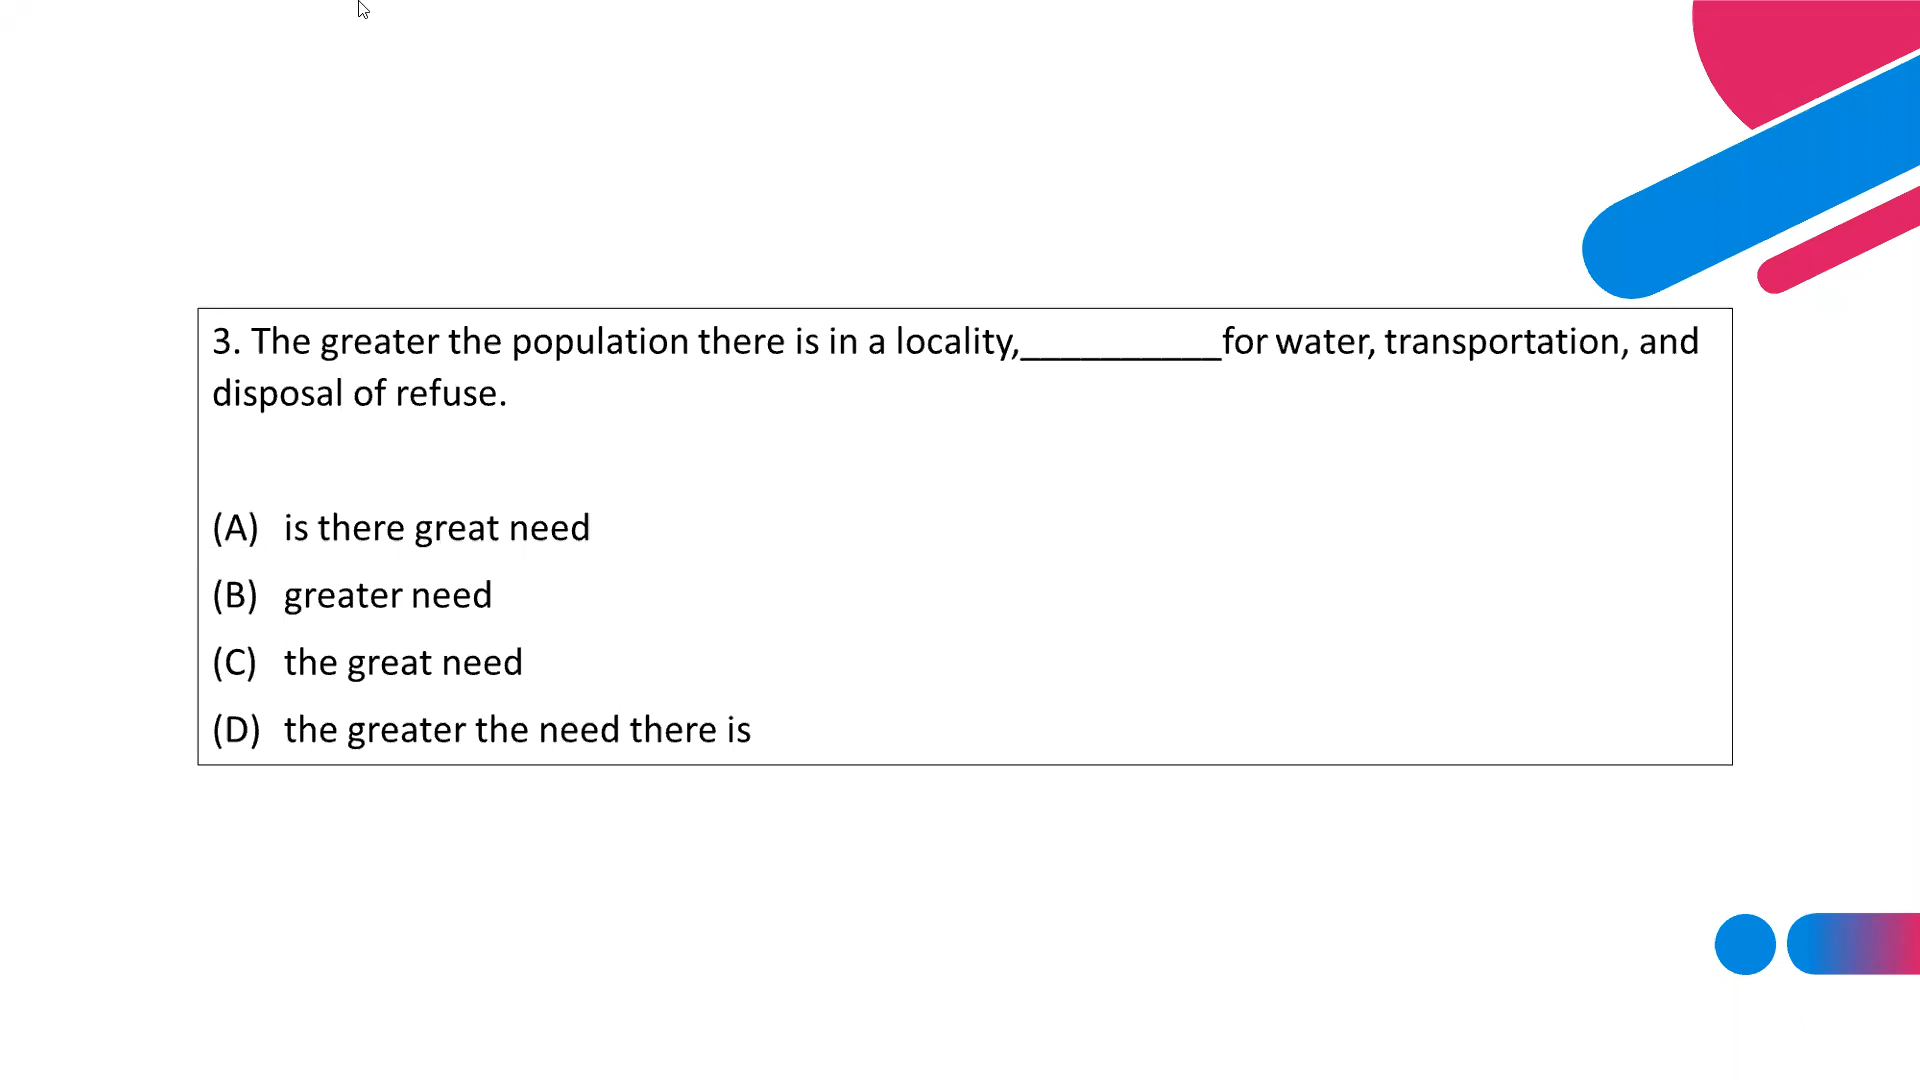 3. The greater the population there is in a locality,__________for water, transportation, and
disposal of refuse.
(A) is there great need
(B) greater need
(C) the great need
(D) the greater the need there is